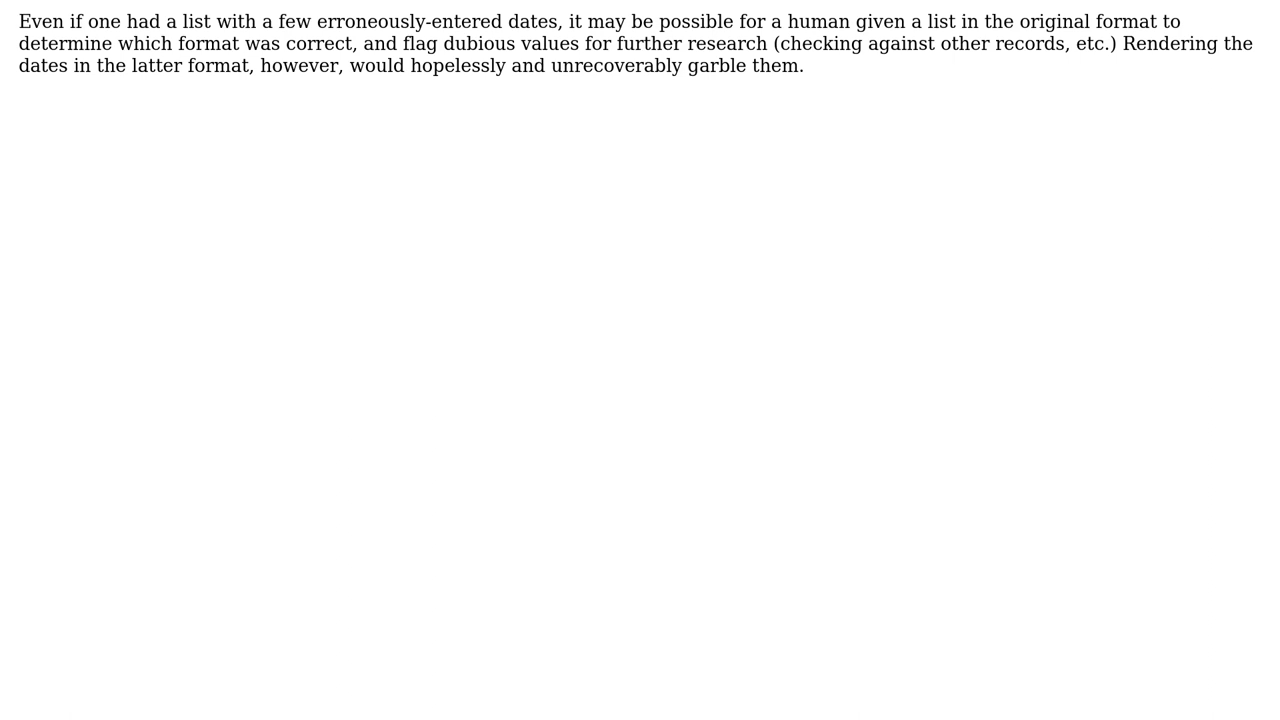 Even if one had a list with a few erroneously-entered dates, it may be possible for a human given a list in the original format to
determine which format was correct, and flag dubious values for further research (checking against other records, etc.) Rendering the
dates in the latter format, however, would hopelessly and unrecoverably garble them.